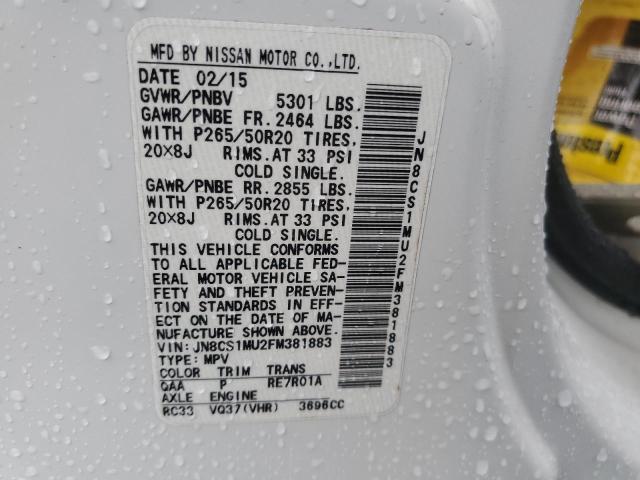 MFD BY NISSAN MOTOR CO.,LTD.
DATE 02/15
GVWR/PNBV 5301 LBS.
GAWR/PNBE FR. 2464 LBS.
WITH P265/50R20 TIRES,
20×8J RIMS. AT 33 PSI
COLD SINGLE.
GAWR/PNBE RR. 2855 LBS.
WITH P265/50R20 TIRES,
20×8J RIMS. AT 33 PSI
COLD SINGLE.
THIS VEHICLE CONFORMS
TO ALL APPLICABLE FED-
ERAL MOTOR VEHICLE SA-
FETY AND THEFT PREVEN-
TION STANDARDS IN EFF-
ECT ON THE DATE OF MA-
NUFACTURE SHOWN ABOVE.
VIN: JN8CS1MU2FM381883
TYPE: MPV
COLOR TRIM TRANS
QAA P RE7R01A
AXLE ENGINE
RC33 VQ37(VHR) 3696CC
JN8CS1MU2FM381883